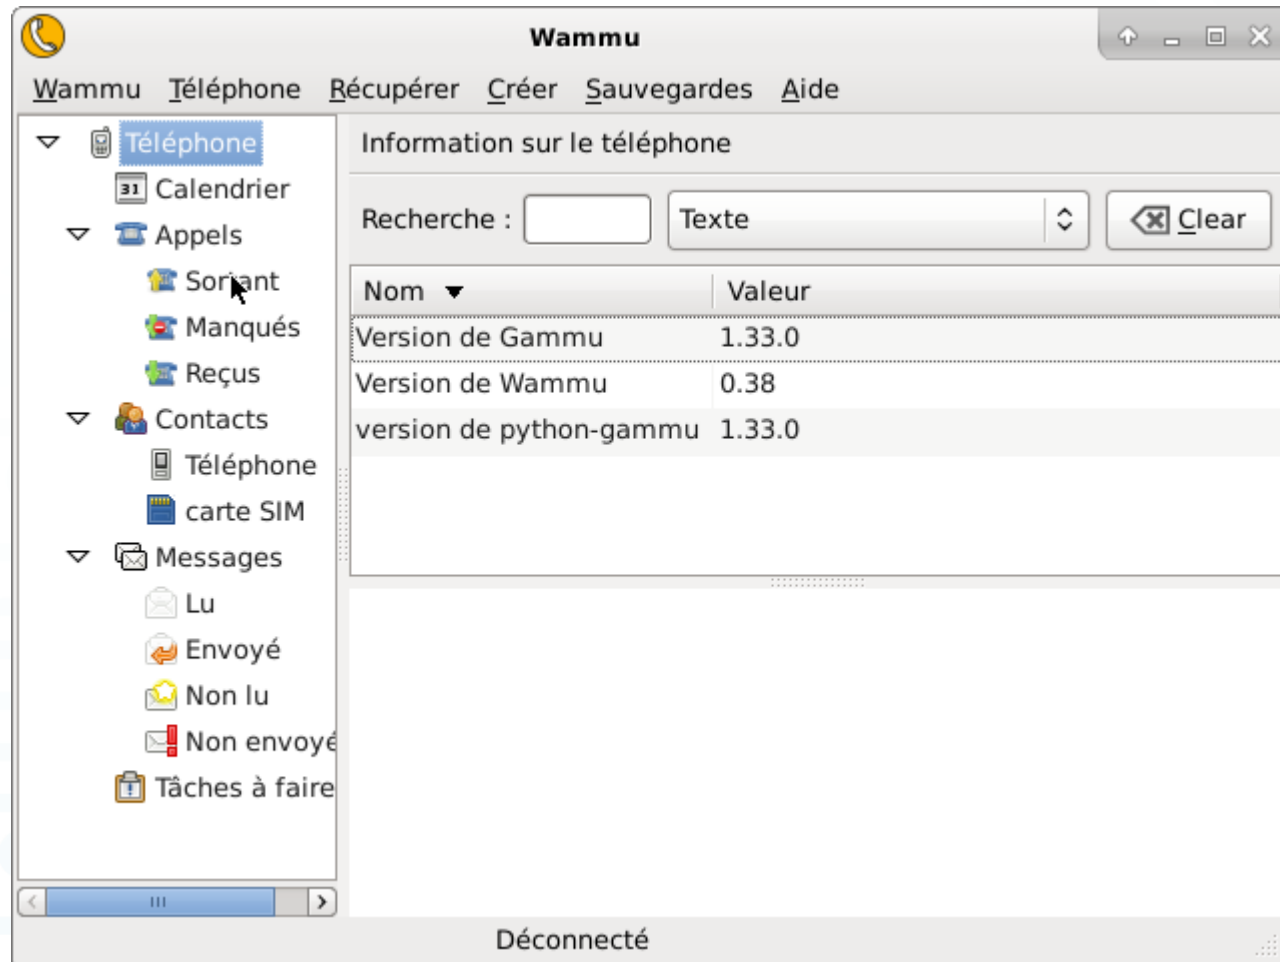 Wammu
Wammu Téléphone Récupérer Créer Sauvegardes Aide
Téléphone
31 Calendrier
Appels
Sortant
Manqués
Reçus
Contacts
Téléphone
carte SIM
Messages
Lu
Envoyé
Non lu
Non envoyé
Tâches à faire
Information sur le téléphone
Recherche : Texte Clear
Nom Valeur
Version de Gammu 1.33.0
Version de Wammu 0.38
version de python-gammu 1.33.0
Déconnecté